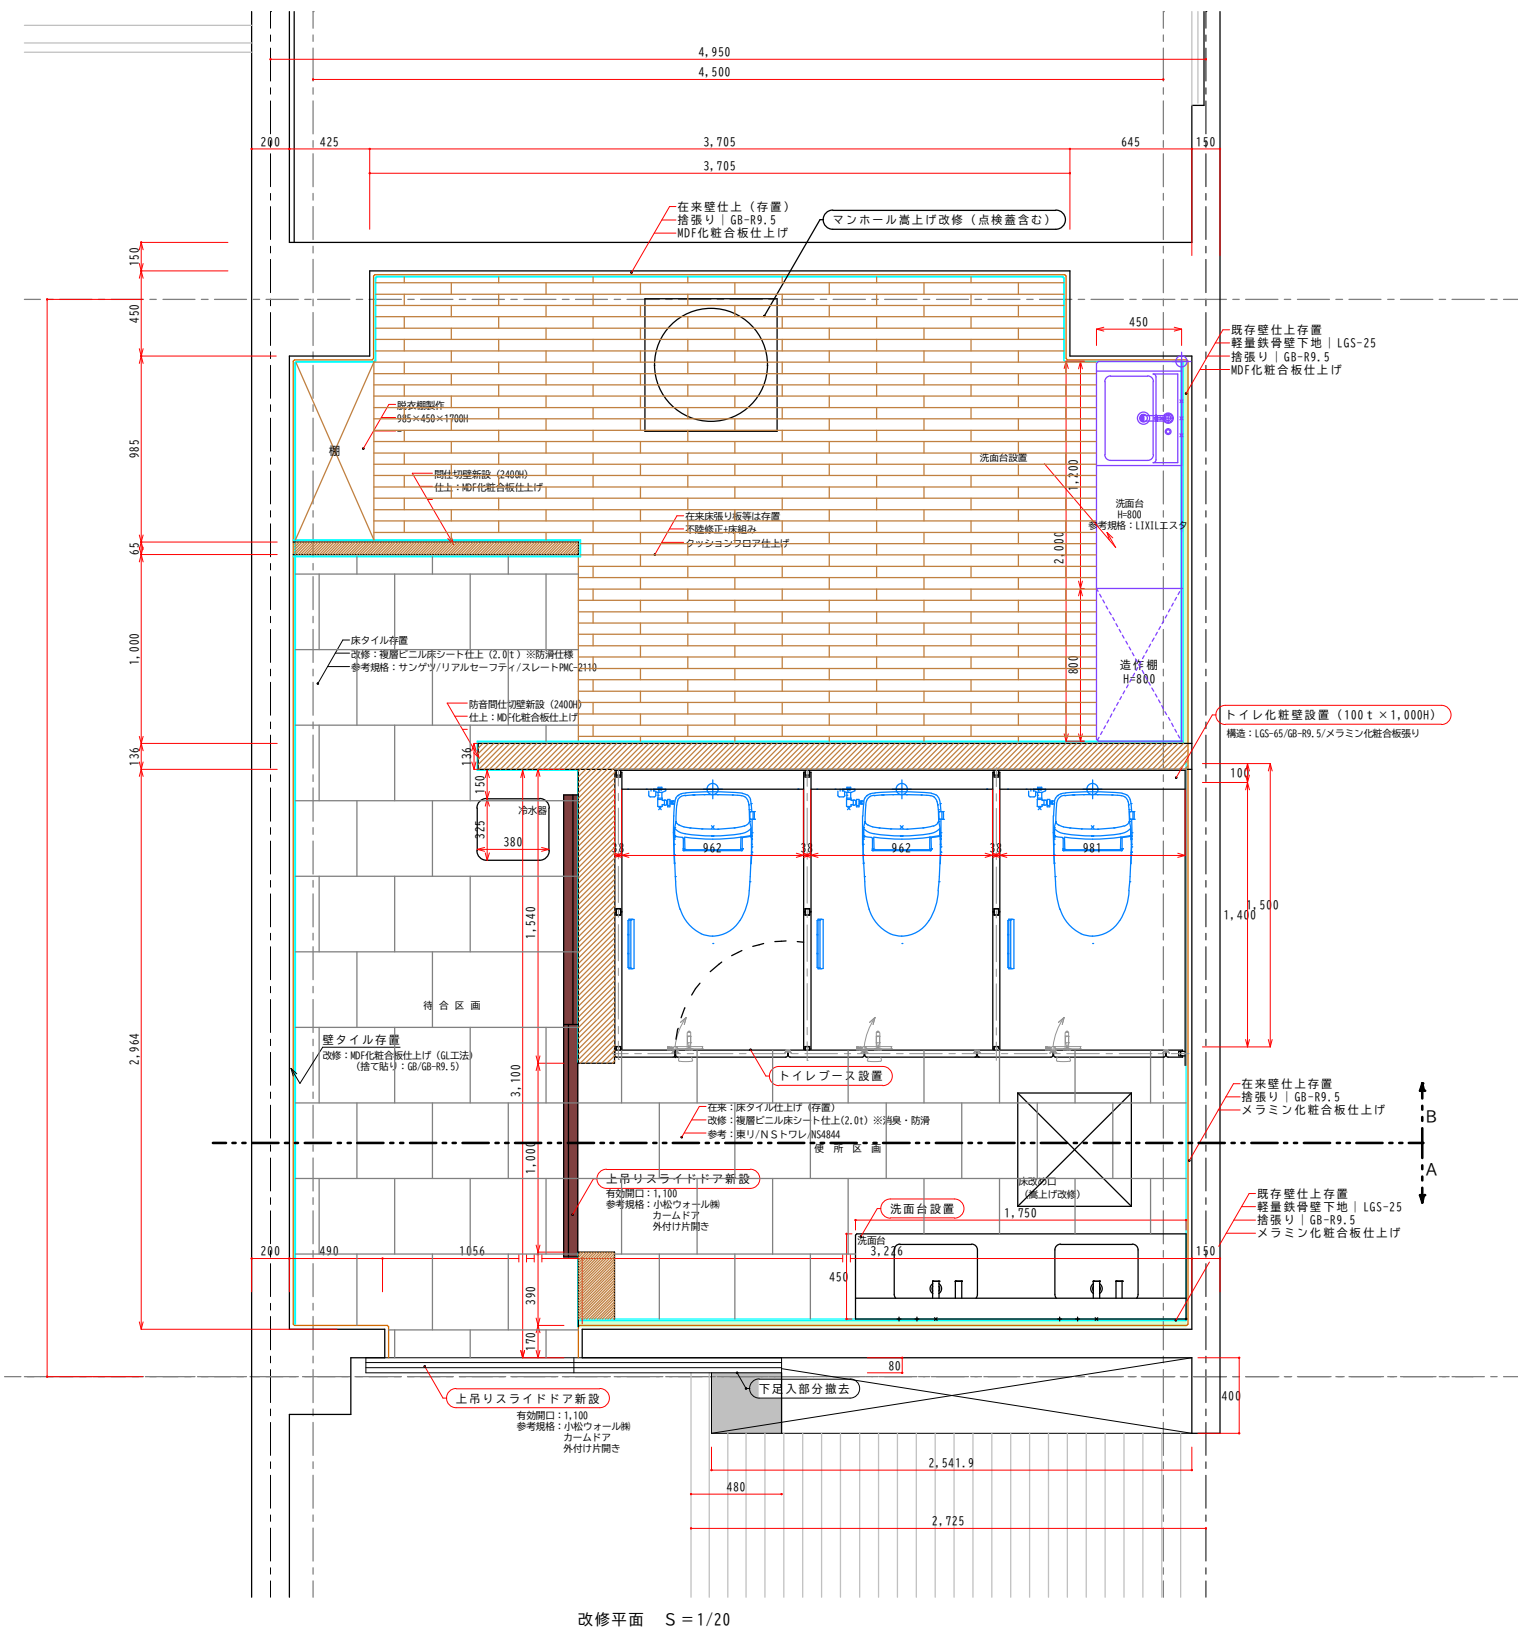 4,950
4,500
200
425
3,705
645
150
3,705
在来壁仕上（存置）
捨張り｜GB-R9.5
MDF化粧合板仕上げ
マンホール嵩上げ改修（点検蓋含む）
150
450
985
65
1,000
136
2,964
450
既存壁仕上存置
軽量鉄骨壁下地｜LGS-25
捨張り｜GB-R9.5
MDF化粧合板仕上げ
脱衣棚製作
985×450×1700H
棚
間仕切壁新設（2400H）
仕上：MDF化粧合板仕上げ
洗面台設置
1,200
2,000
800
洗面台
H=800
参考規格：LIXILエスタ
在来床張り板等は存置
不陸修正+床組み
クッションフロア仕上げ
床タイル存置
改修：複層ビニル床シート仕上（2.0ｔ）※防滑仕様
参考規格：サンゲツ/リアルセーフティ/スレートPMC-2110
造作棚
H=800
防音間仕切壁新設（2400H）
仕上：MDF化粧合板仕上げ
トイレ化粧壁設置（100ｔ×1,000H）
構造：LGS-65/GB-R9.5/メラミン化粧合板張り
136
150
冷水器
325
380
38
962
38
962
38
981
100
1,400
1,500
1,540
待合区画
壁タイル存置
改修：MDF化粧合板仕上げ（GL工法）
（捨て貼り：GB/GB-R9.5）
3,100
トイレブース設置
在来：床タイル仕上げ（存置）
改修：複層ビニル床シート仕上(2.0t）※消臭・防滑
参考：東リ/ＮＳトワレ/NS4844
便所区画
在来壁仕上存置
捨張り｜GB-R9.5
メラミン化粧合板仕上げ
B
A
1,000
上吊りスライドドア新設
有効開口：1,100
参考規格：小松ウォール㈱
カームドア
外付け片開き
床改め口
（嵩上げ改修）
洗面台設置
1,750
既存壁仕上存置
軽量鉄骨壁下地｜LGS-25
捨張り｜GB-R9.5
メラミン化粧合板仕上げ
洗面台
200
490
1056
3,226
150
450
390
170
80
400
上吊りスライドドア新設
有効開口：1,100
参考規格：小松ウォール㈱
カームドア
外付け片開き
下足入部分撤去
2,541.9
480
2,725
改修平面　Ｓ＝1/20